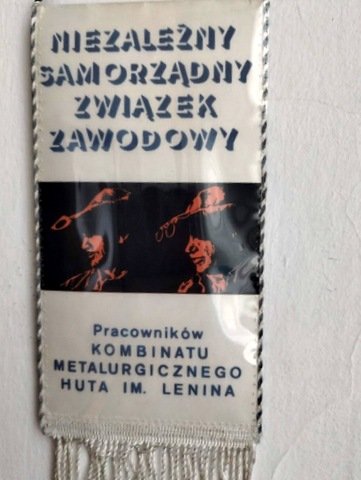 NIEZALEŻNY
SAMORZĄDNY
ZWIĄZEK
ZAWODOWY
Pracowników
KOMBINATU
METALURGICZNEGO
HUTA IM. LENINA